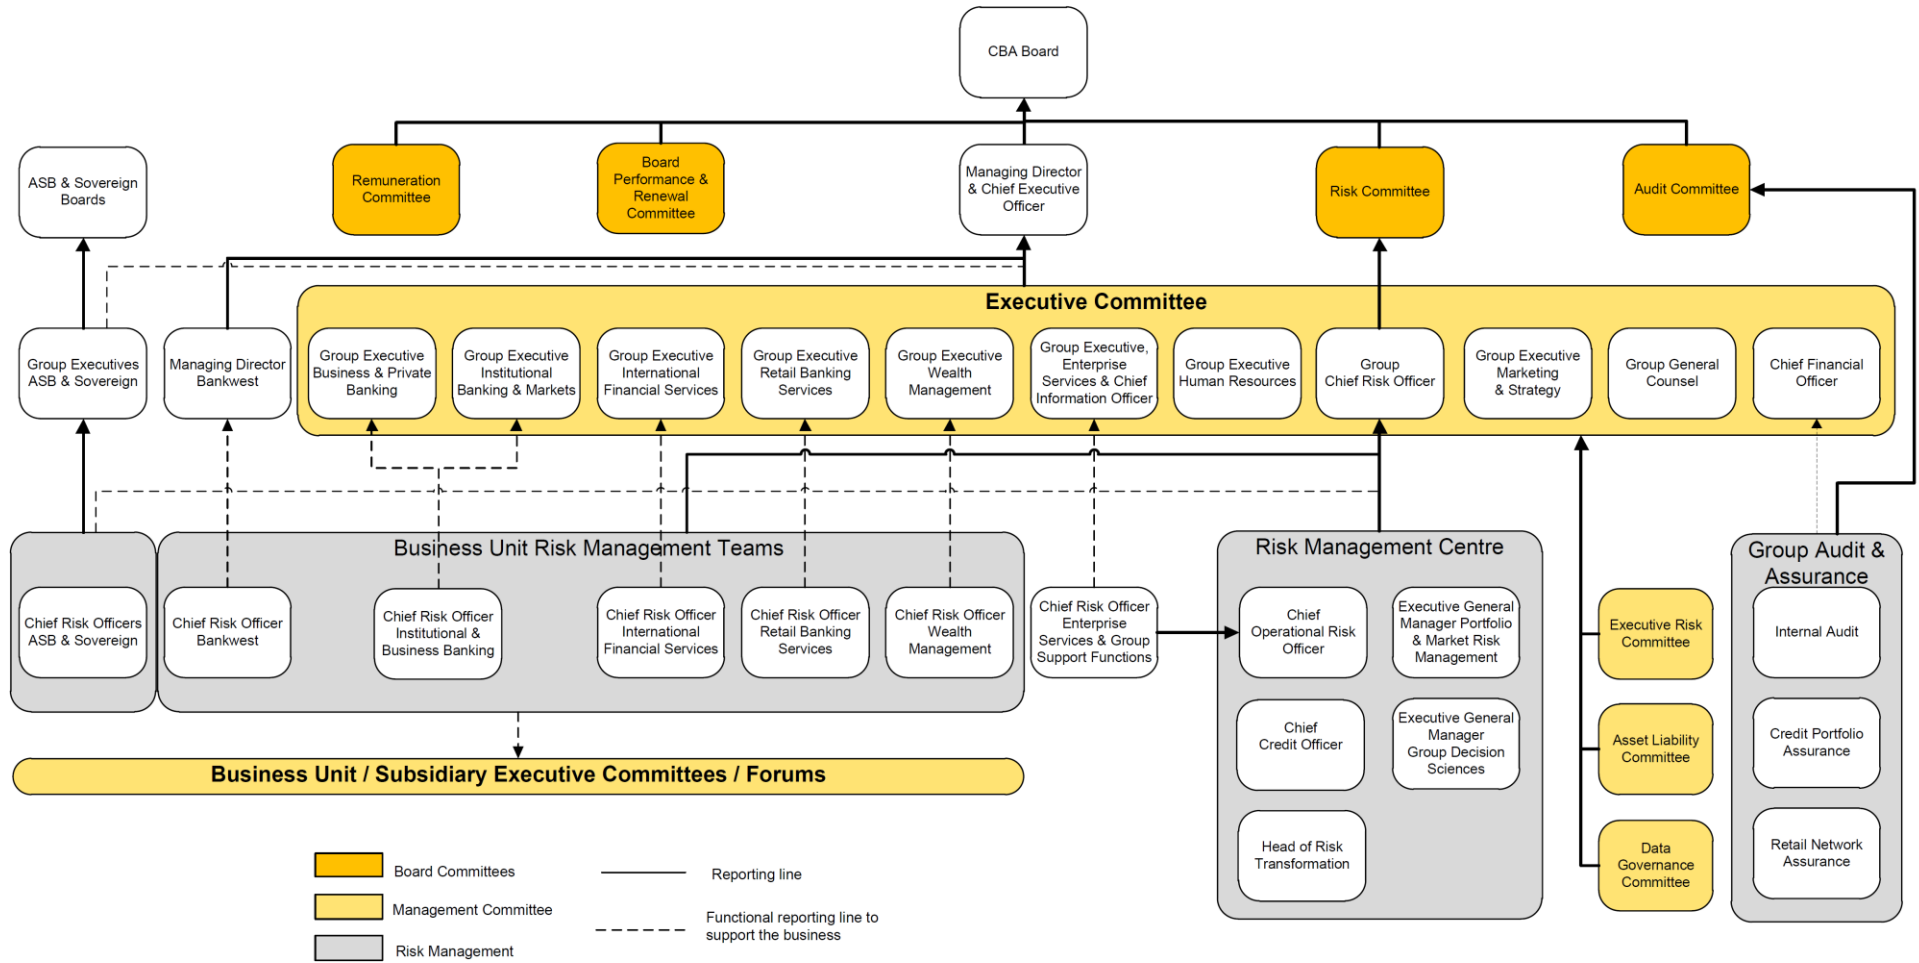 CBA Board
ASB & Sovereign
Boards
Remuneration
Committee
Board
Performance &
Renewal
Committee
Managing Director
& Chief Executive
Officer
Risk Committee
Audit Committee
Executive Committee
Group Executives
ASB & Sovereign
Managing Director
Bankwest
Group Executive
Business & Private
Banking
Group Executive
Institutional
Banking & Markets
Group Executive
International
Financial Services
Group Executive
Retail Banking
Services
Group Executive
Wealth
Management
Group Executive,
Enterprise
Services & Chief
Information Officer
Group Executive
Human Resources
Group
Chief Risk Officer
Group Executive
Marketing
& Strategy
Group General
Counsel
Chief Financial
Officer
Business Unit Risk Management Teams
Chief Risk Officers
ASB & Sovereign
Chief Risk Officer
Bankwest
Chief Risk Officer
Institutional &
Business Banking
Chief Risk Officer
International
Financial Services
Chief Risk Officer
Retail Banking
Services
Chief Risk Officer
Wealth
Management
Chief Risk Officer
Enterprise
Services & Group
Support Functions
Risk Management Centre
Chief
Operational Risk
Officer
Executive General
Manager Portfolio
& Market Risk
Management
Chief
Credit Officer
Executive General
Manager
Group Decision
Sciences
Head of Risk
Transformation
Executive Risk
Committee
Asset Liability
Committee
Data
Governance
Committee
Group Audit &
Assurance
Internal Audit
Credit Portfolio
Assurance
Retail Network
Assurance
Business Unit / Subsidiary Executive Committees / Forums
Board Committees
Management Committee
Risk Management
Reporting line
Functional reporting line to
support the business